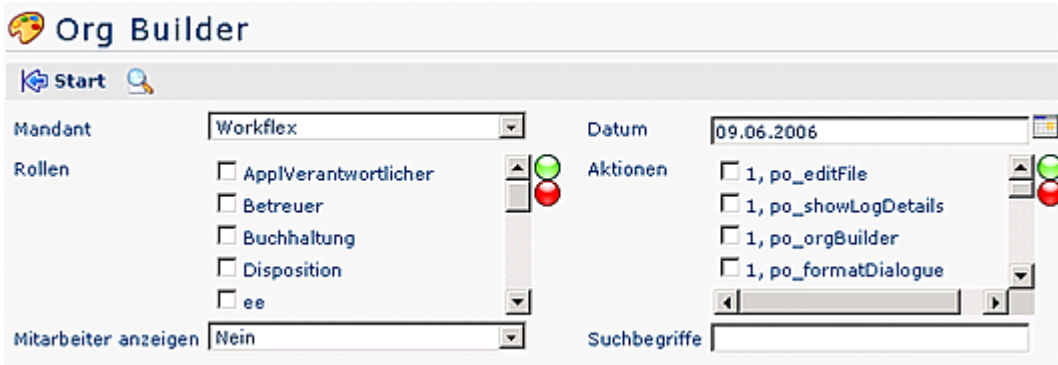 Org Builder
Start
Mandant Workflex
Datum 09.06.2006
Rollen
ApplVerantwortlicher
Betreuer
Buchhaltung
Disposition
ee
Aktionen
1, po_editFile
1, po_showLogDetails
1, po_orgBuilder
1, po_formatDialogue
Mitarbeiter anzeigen Nein
Suchbegriffe